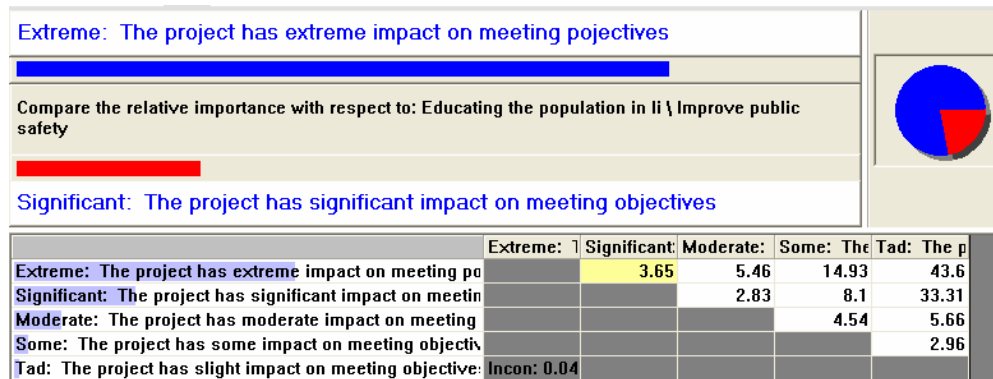 Extreme: The project has extreme impact on meeting pojectives
Compare the relative importance with respect to: Educating the population in li \ Improve public
safety
Significant: The project has significant impact on meeting objectives
Extreme: T Significant: Moderate: Some: The Tad: The p
Extreme: The project has extreme impact on meeting po 3.65 5.46 14.93 43.6
Significant: The project has significant impact on meetin 2.83 8.1 33.31
Moderate: The project has moderate impact on meeting 4.54 5.66
Some: The project has some impact on meeting objectiv 2.96
Tad: The project has slight impact on meeting objective: Incon: 0.04